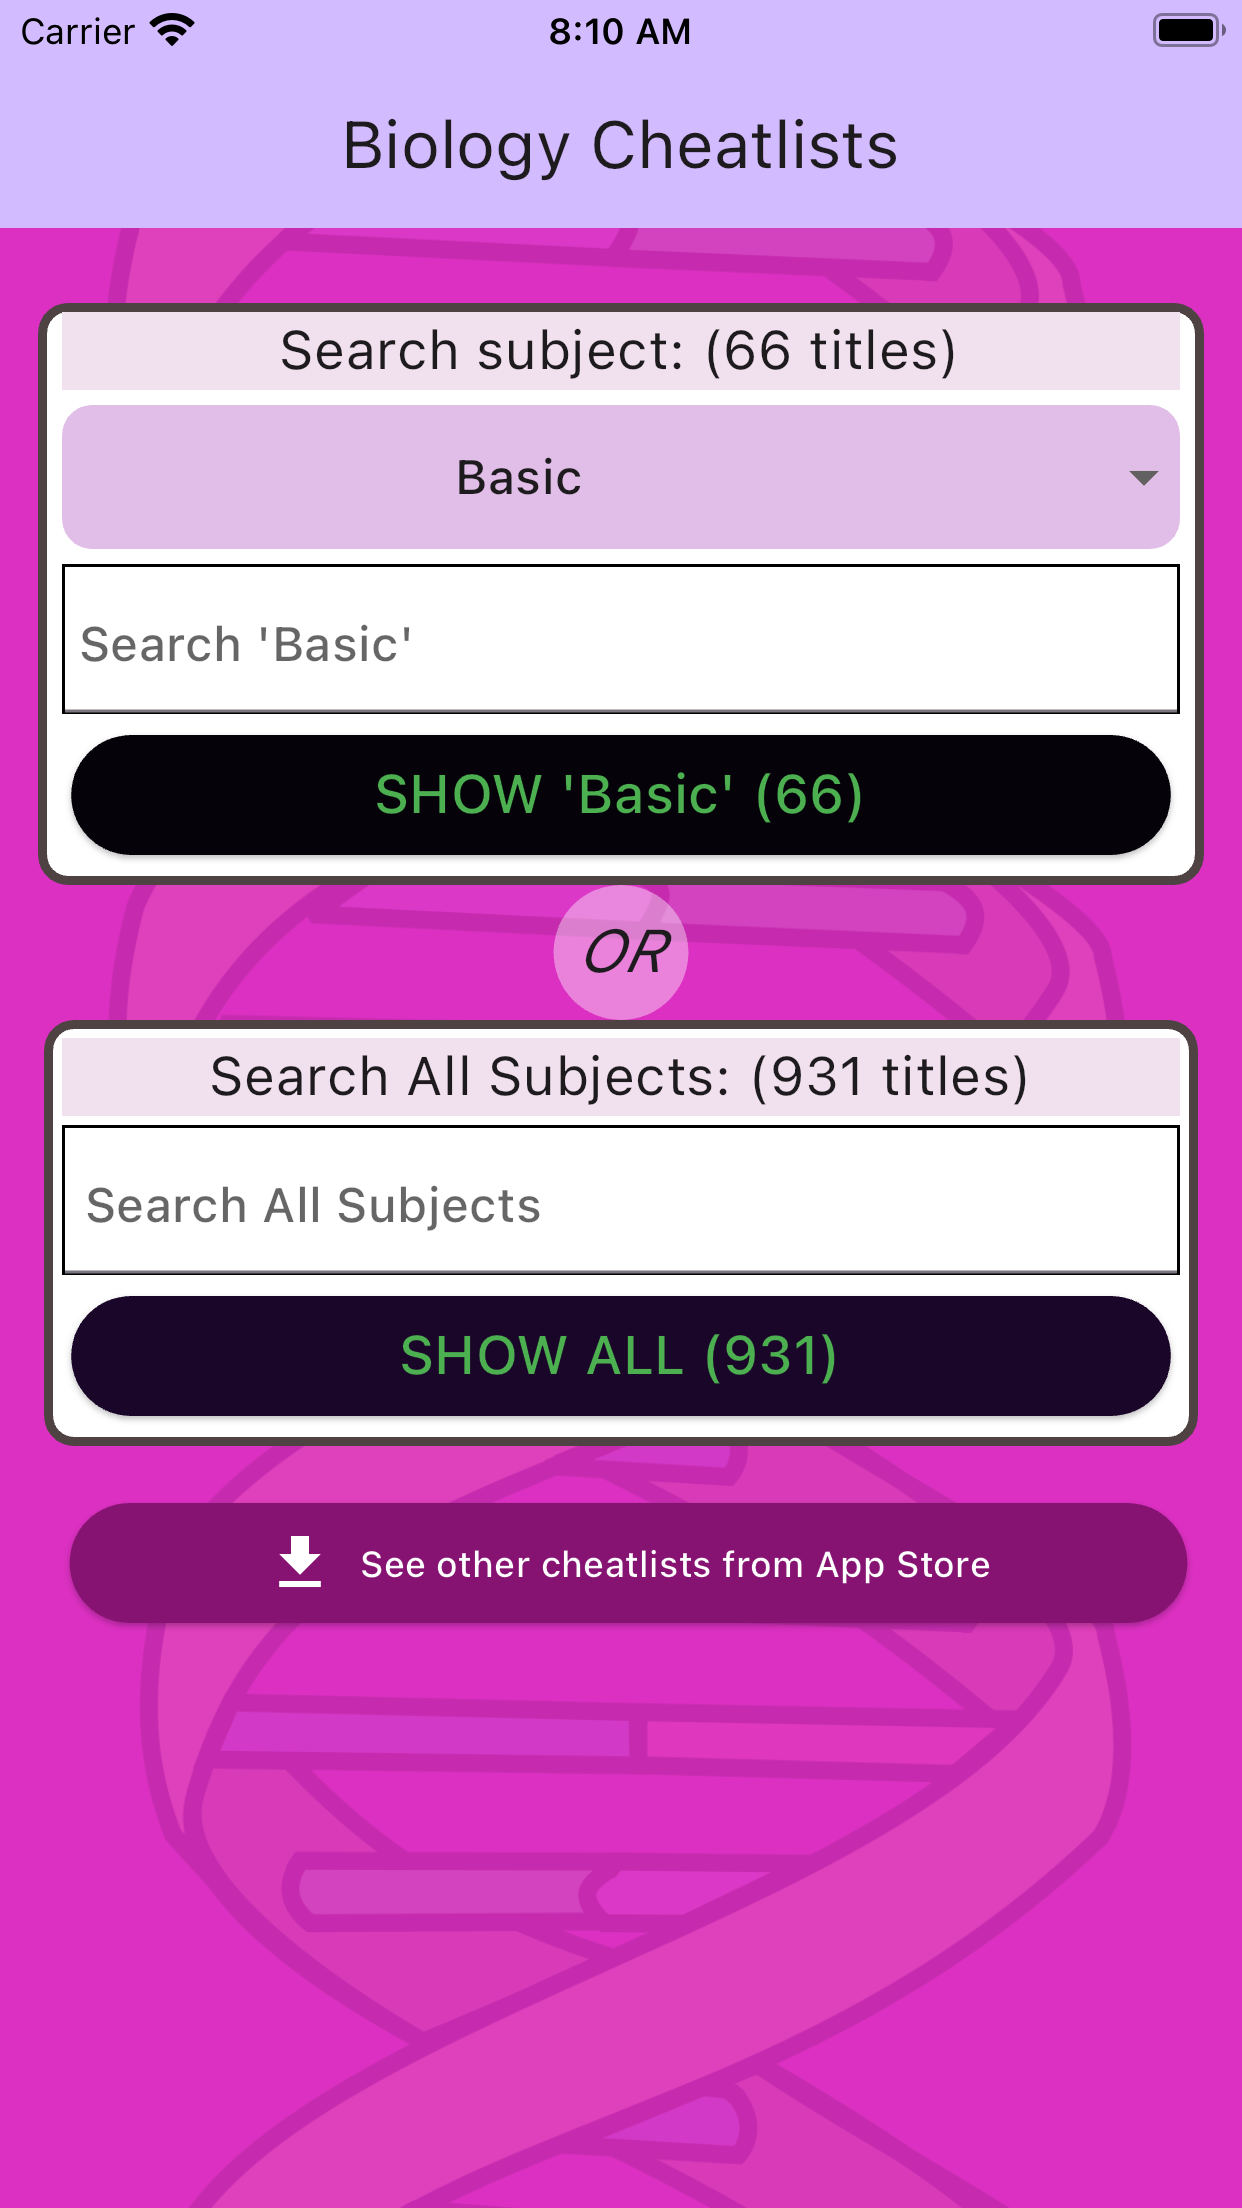 Carrier 8:10 AM
Biology Cheatlists
Search subject: (66 titles)
Basic
Search 'Basic'
SHOW 'Basic' (66)
OR
Search All Subjects: (931 titles)
Search All Subjects
SHOW ALL (931)
See other cheatlists from App Store